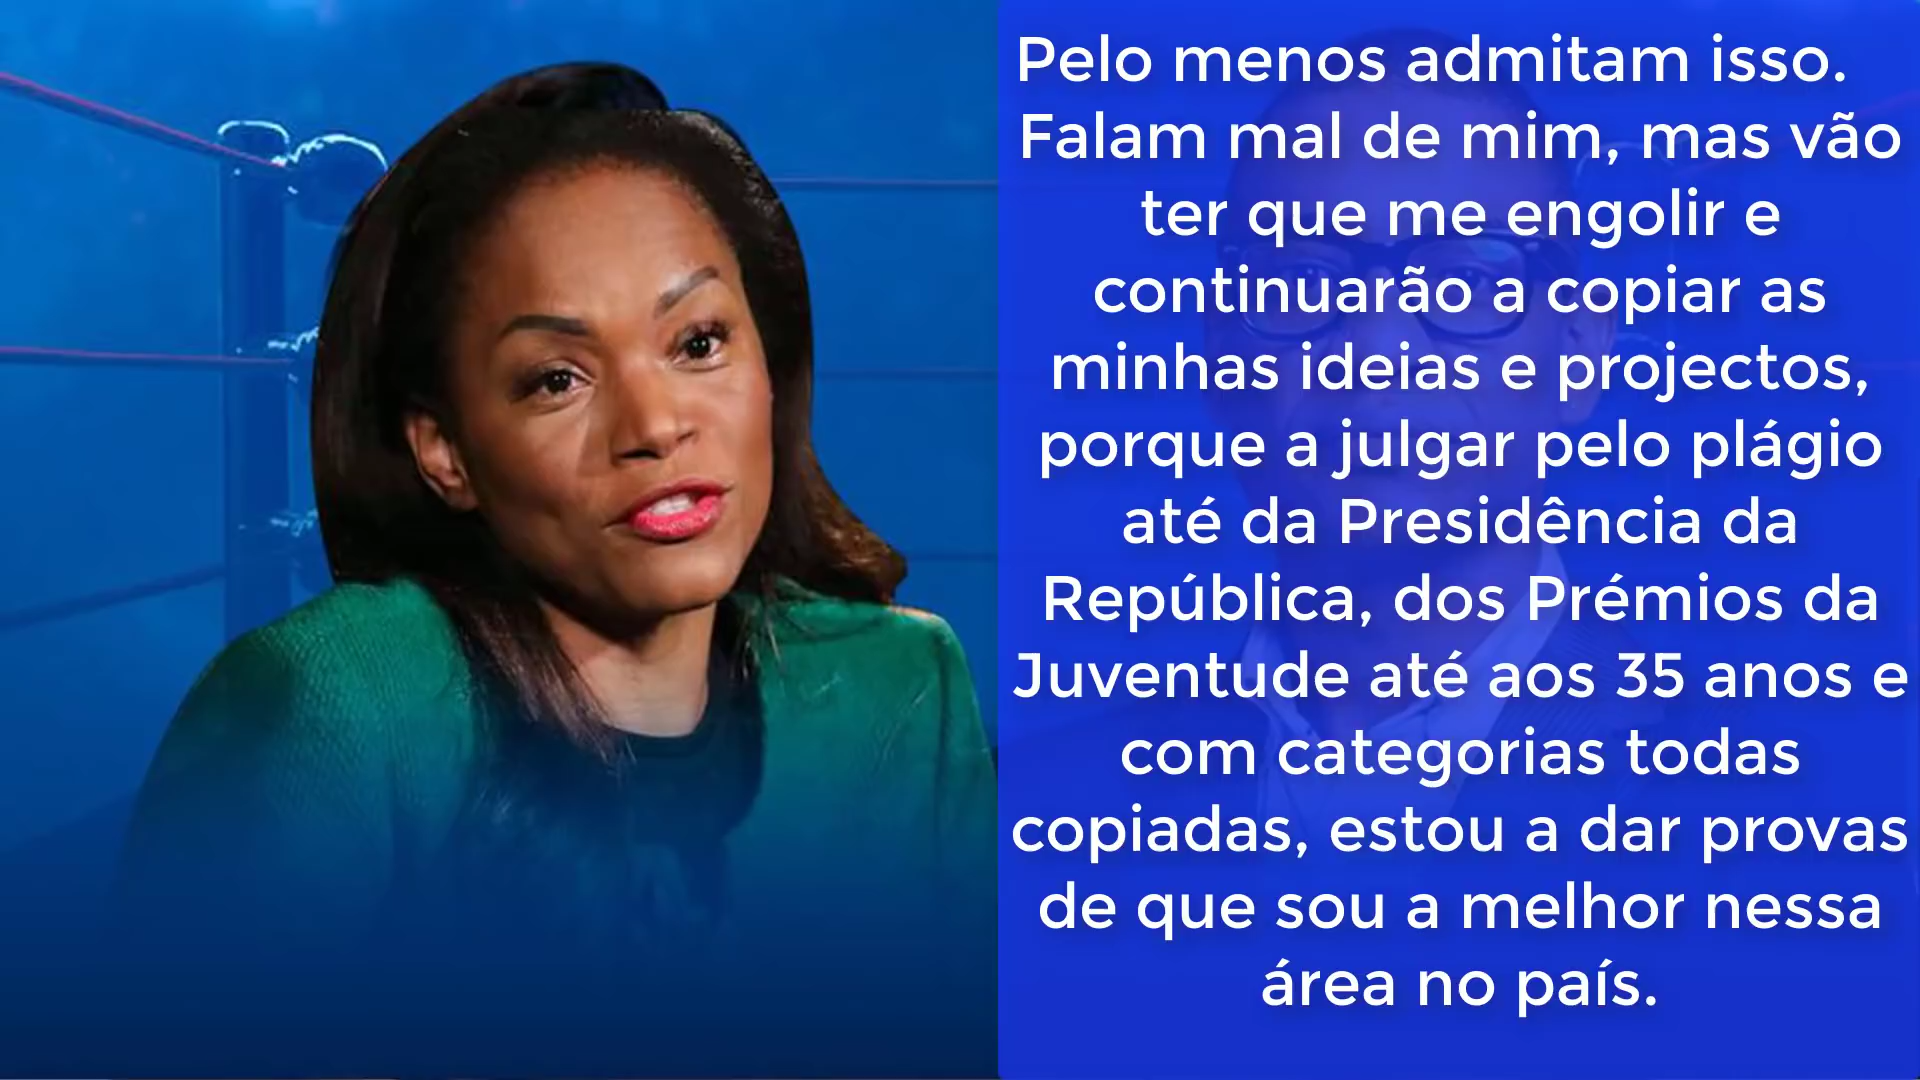 Pelo menos admitam isso.
Falam mal de mim, mas vão
ter que me engolir e
continuarão a copiar as
minhas ideias e projectos,
porque a julgar pelo plágio
até da Presidência da
República, dos Prémios da
Juventude até aos 35 anos e
com categorias todas
copiadas, estou a dar provas
de que sou a melhor nessa
área no país.